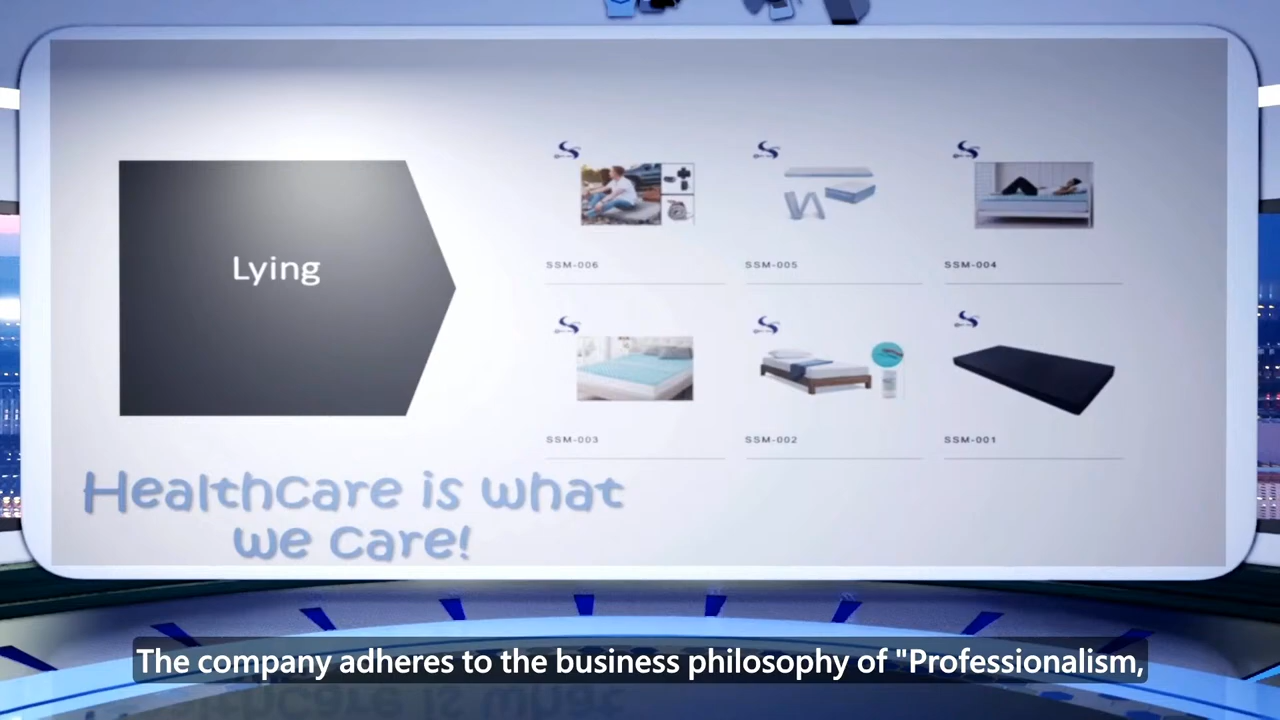 Lying
SSM-006
SSM-005
SSM-004
SSM-003
SSM-002
SSM-001
Healthcare is what
we care!
The company adheres to the business philosophy of "Professionalism,